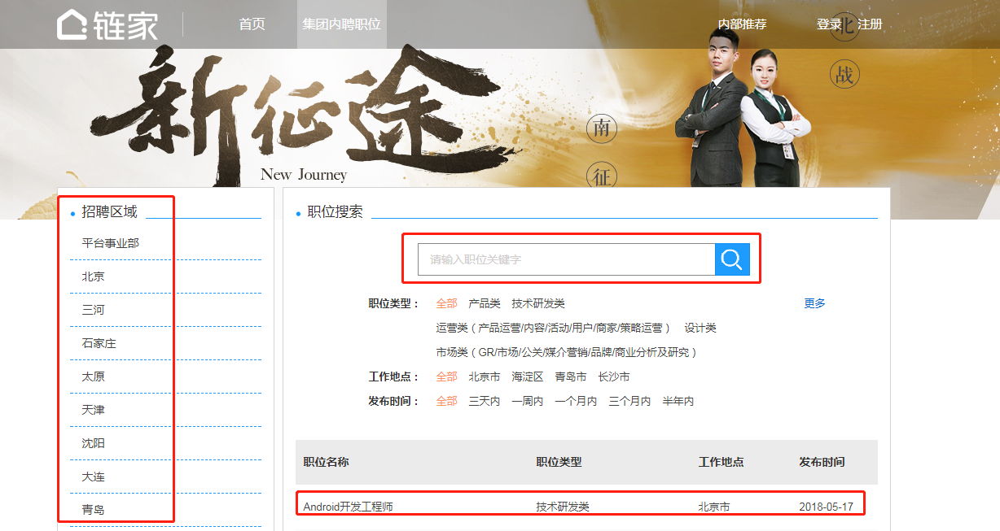 链家
首页
集团内聘职位
内部推荐
登录
注册
北
战
新征途
New Journey
南
征
招聘区域
平台事业部
北京
三河
石家庄
太原
天津
沈阳
大连
青岛
职位搜索
请输入职位关键字
职位类型： 全部 产品类 技术研发类 更多
运营类（产品运营/内容/活动/用户/商家/策略运营） 设计类
市场类（GR/市场/公关/媒介营销/品牌/商业分析及研究）
工作地点： 全部 北京市 海淀区 青岛市 长沙市
发布时间： 全部 三天内 一周内 一个月内 三个月内 半年内
职位名称 职位类型 工作地点 发布时间
Android开发工程师 技术研发类 北京市 2018-05-17